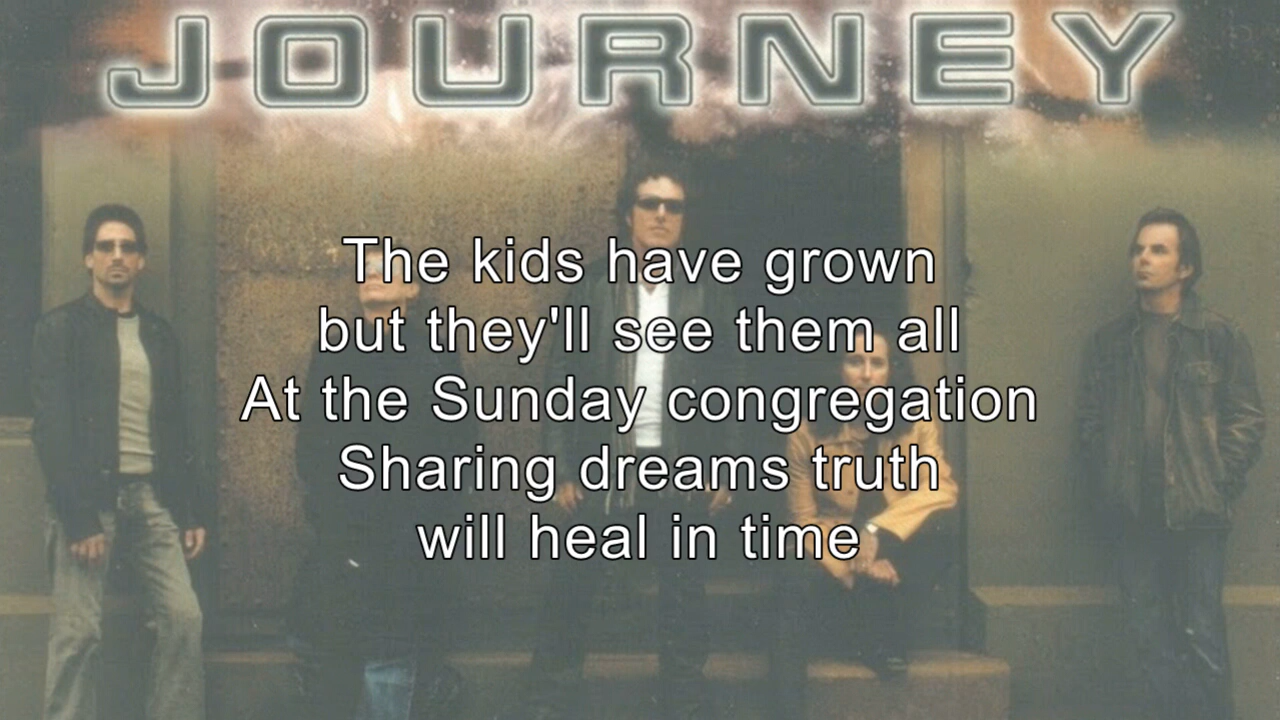 JOURNEY
The kids have grown
but they'll see them all
At the Sunday congregation
Sharing dreams truth
will heal in time